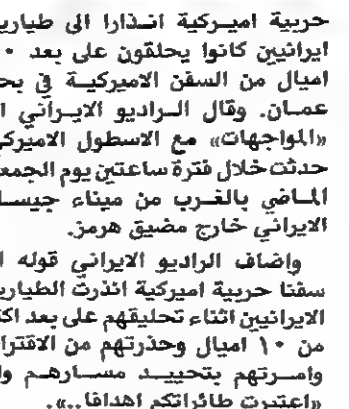 حربية اميركية انذارا الى طيارين
ايرانيين كانوا يحلقون على بعد ١٠
اميال من السفن الاميركية في بحر
عمان. وقال الراديو الايراني ان
«المواجهات» مع الاسطول الاميركي
حدثت خلال فترة ساعتين يوم الجمعة
الماضي بالقرب من ميناء
الايراني خارج مضيق هرمز.
واضاف الراديو الايراني قوله ان
سفنا حربية اميركية انذرت الطيارين
الايرانيين اثناء تحليقهم على بعد اكثر
من ١٠ اميال وحذرتهم من الاقتراب
وامرتهم بتحييد مسارهم والا
«اعتبرت طائراتكم اهدافا..».